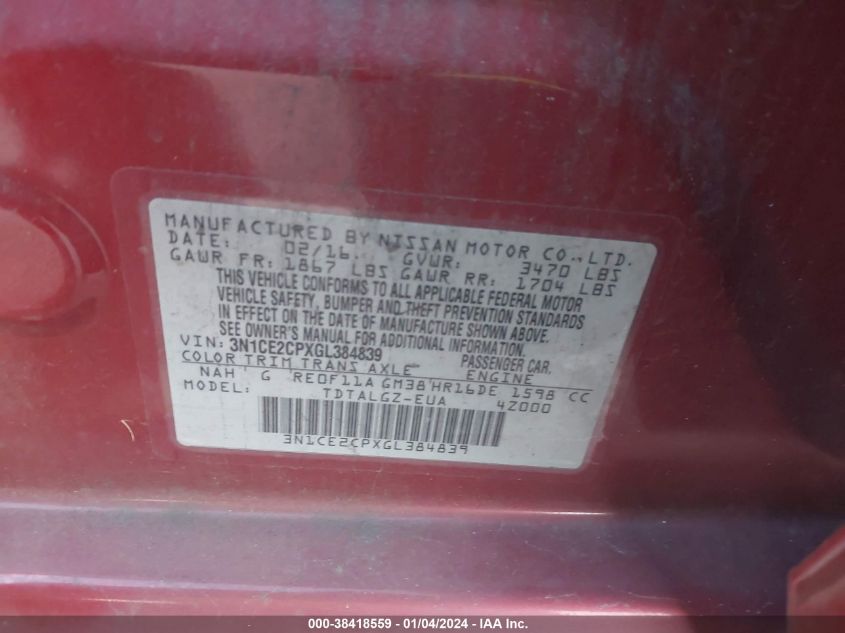 MANUFACTURED BY NISSAN MOTOR CO., LTD.
DATE: 02/16. GVWR: 3470 LBS
GAWR FR: 1867 LBS GAWR RR: 1704 LBS
THIS VEHICLE CONFORMS TO ALL APPLICABLE FEDERAL MOTOR
VEHICLE SAFETY, BUMPER AND THEFT PREVENTION STANDARDS
IN EFFECT ON THE DATE OF MANUFACTURE SHOWN ABOVE.
SEE OWNER'S MANUAL FOR ADDITIONAL INFORMATION.
VIN: 3N1CE2CPXGL384839 PASSENGER CAR.
COLOR TRIM TRANS AXLE ENGINE
NAH G RE0F11A GM38 HR16DE 1598 CC
MODEL: TDTALGZ-EUA 4Z000
3N1CE2CPXGL384839
000-38418559 - 01/04/2024 - IAA Inc.